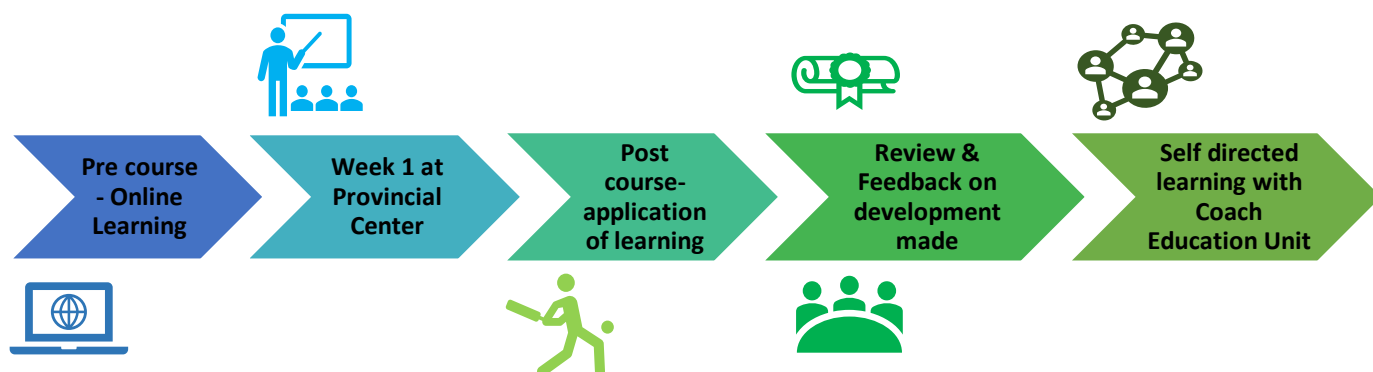 Pre course
- Online
Learning
Week 1 at
Provincial
Center
Post
course-
application
of learning
Review &
Feedback on
development
made
Self directed
learning with
Coach
Education Unit